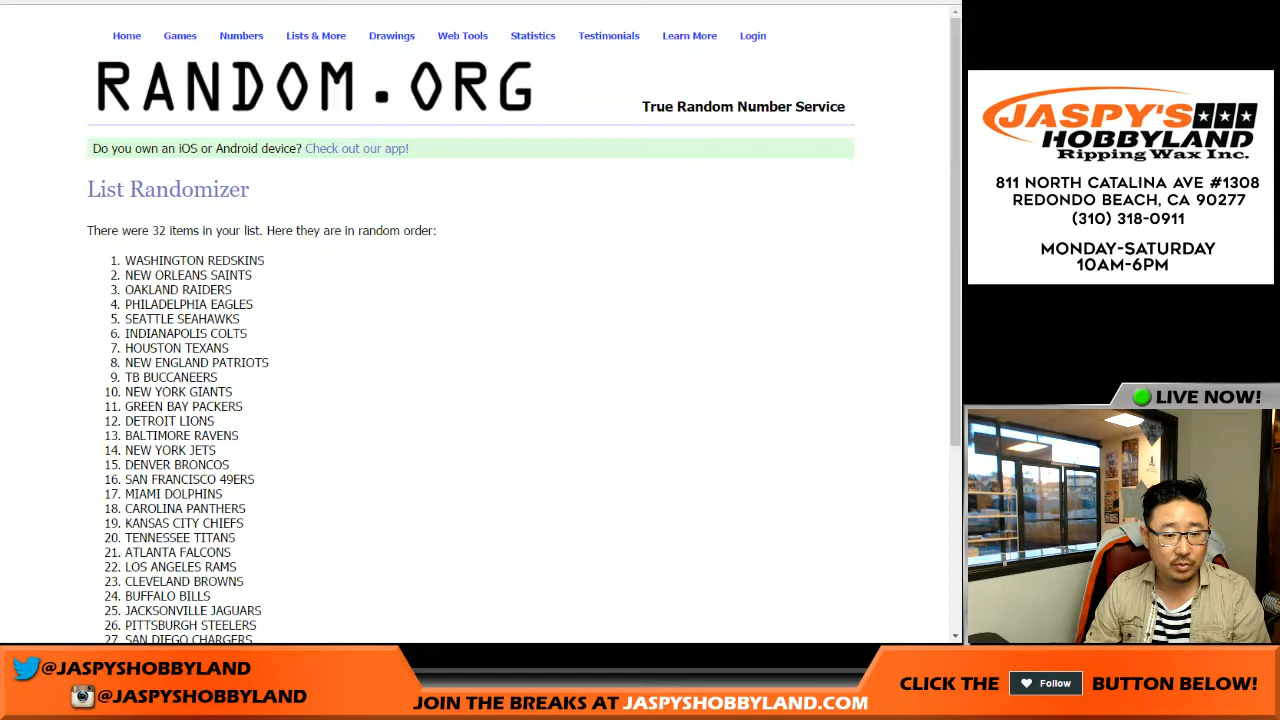 Home Games Numbers Lists & More Drawings Web Tools Statistics Testimonials Learn More Login
RANDOM.ORG
True Random Number Service
Do you own an iOS or Android device? Check out our app!
List Randomizer
There were 32 items in your list. Here they are in random order:
1. WASHINGTON REDSKINS
2. NEW ORLEANS SAINTS
3. OAKLAND RAIDERS
4. PHILADELPHIA EAGLES
5. SEATTLE SEAHAWKS
6. INDIANAPOLIS COLTS
7. HOUSTON TEXANS
8. NEW ENGLAND PATRIOTS
9. TB BUCCANEERS
10. NEW YORK GIANTS
11. GREEN BAY PACKERS
12. DETROIT LIONS
13. BALTIMORE RAVENS
14. NEW YORK JETS
15. DENVER BRONCOS
16. SAN FRANCISCO 49ERS
17. MIAMI DOLPHINS
18. CAROLINA PANTHERS
19. KANSAS CITY CHIEFS
20. TENNESSEE TITANS
21. ATLANTA FALCONS
22. LOS ANGELES RAMS
23. CLEVELAND BROWNS
24. BUFFALO BILLS
25. JACKSONVILLE JAGUARS
26. PITTSBURGH STEELERS
27. SAN DIEGO CHARGERS
JASPY'S
HOBBYLAND
Ripping Wax Inc.
811 NORTH CATALINA AVE #1308
REDONDO BEACH, CA 90277
(310) 318-0911
MONDAY-SATURDAY
10AM-6PM
LIVE NOW!
@JASPYSHOBBYLAND
@JASPYSHOBBYLAND
JOIN THE BREAKS AT JASPYSHOBBYLAND.COM
CLICK THE Follow BUTTON BELOW!